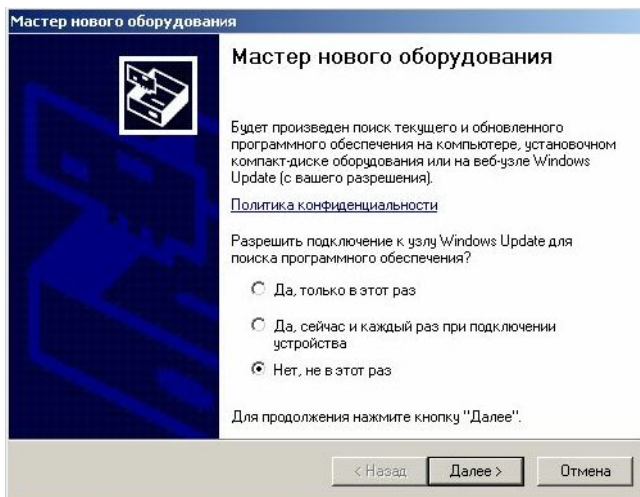 Мастер нового оборудования
Мастер нового оборудования
Будет произведен поиск текущего и обновленного
программного обеспечения на компьютере, установочном
компакт-диске оборудования или на веб-узле Windows
Update (с вашего разрешения).
Политика конфиденциальности
Разрешить подключение к узлу Windows Update для
поиска программного обеспечения?
Да, только в этот раз
Да, сейчас и каждый раз при подключении
устройства
Нет, не в этот раз
Для продолжения нажмите кнопку "Далее".
< Назад Далее > Отмена